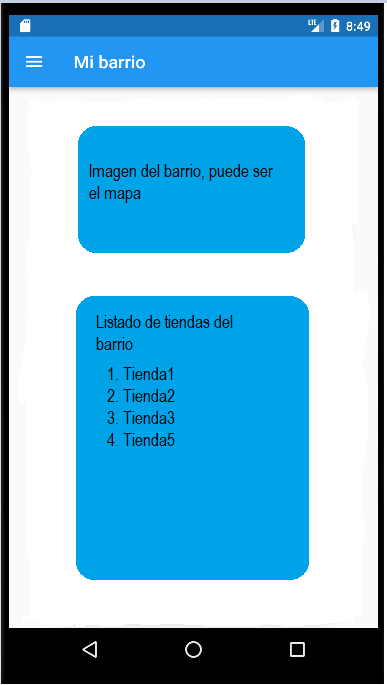 LTE 8:49
Mi barrio
Imagen del barrio, puede ser
el mapa
Listado de tiendas del
barrio
1. Tienda1
2. Tienda2
3. Tienda3
4. Tienda5